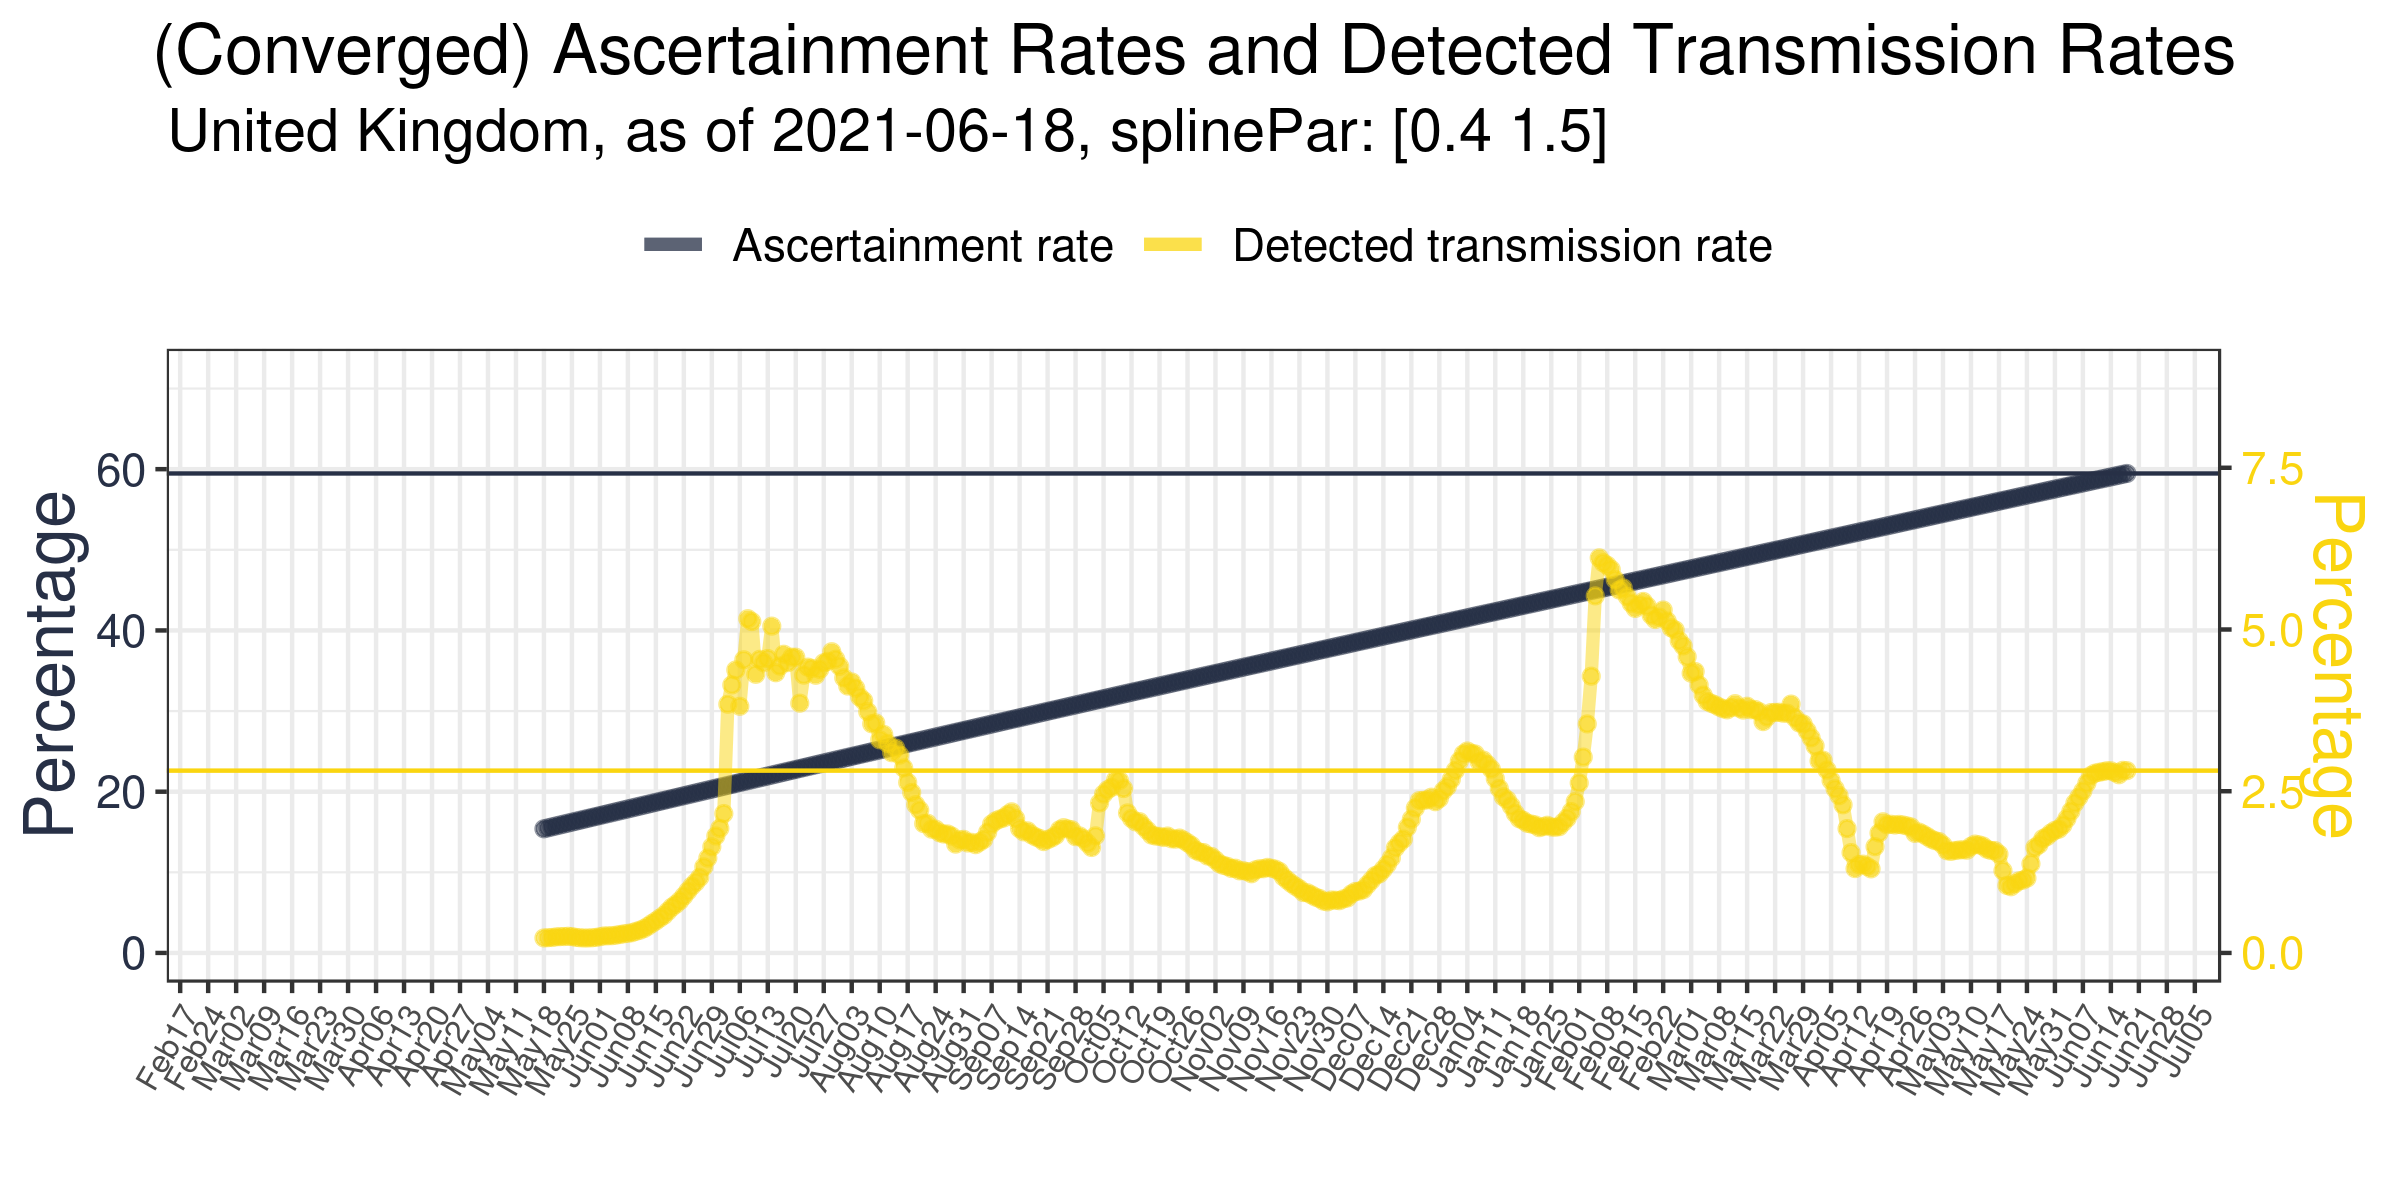 (Converged) Ascertainment Rates and Detected Transmission Rates
United Kingdom, as of 2021-06-18, splinePar: [0.4 1.5]
Ascertainment rate Detected transmission rate
Percentage
60
40
20
0
7.5
5.0
2.5
0.0
Percentage
Feb17 Feb24 Mar02 Mar09 Mar16 Mar23 Mar30 Apr06 Apr13 Apr20 Apr27 May04 May11 May18 May25 Jun01 Jun08 Jun15 Jun22 Jun29 Jul06 Jul13 Jul20 Jul27 Aug03 Aug10 Aug17 Aug24 Aug31 Sep07 Sep14 Sep21 Sep28 Oct05 Oct12 Oct19 Oct26 Nov02 Nov09 Nov16 Nov23 Nov30 Dec07 Dec14 Dec21 Dec28 Jan04 Jan11 Jan18 Jan25 Feb01 Feb08 Feb15 Feb22 Mar01 Mar08 Mar15 Mar22 Mar29 Apr05 Apr12 Apr19 Apr26 May03 May10 May17 May24 May31 Jun07 Jun14 Jun21 Jun28 Jul05